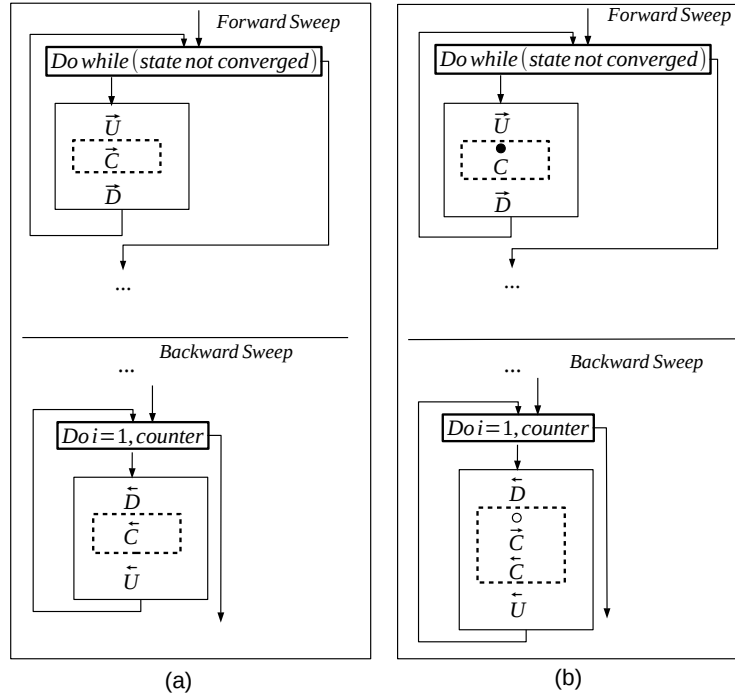 Forward Sweep
Do while (state not converged)
U⃗
C⃗
D⃗
...
Backward Sweep
...
Do i=1, counter
D⃖
C⃖
U⃖
(a)
Forward Sweep
Do while (state not converged)
U⃗
C
D⃗
...
Backward Sweep
...
Do i=1, counter
D⃖
C⃗
C⃖
U⃖
(b)